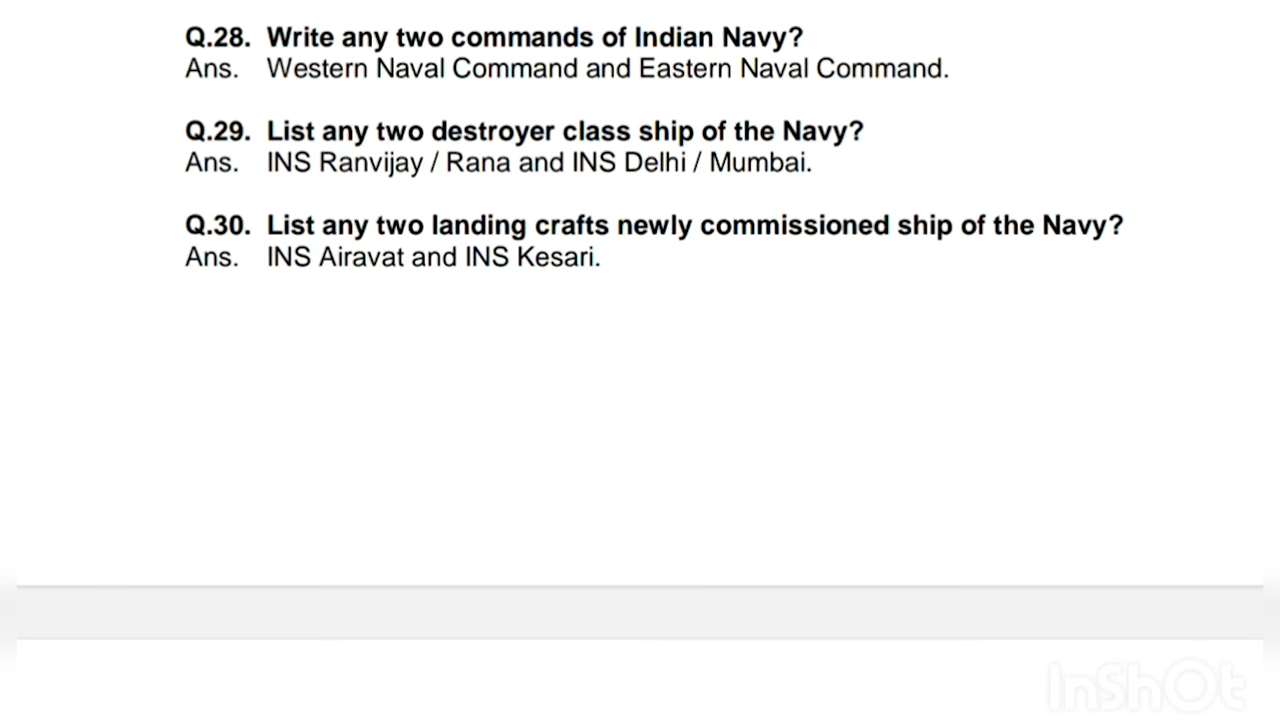 Q.28. Write any two commands of Indian Navy?
Ans. Western Naval Command and Eastern Naval Command.
Q.29. List any two destroyer class ship of the Navy?
Ans. INS Ranvijay / Rana and INS Delhi / Mumbai.
Q.30. List any two landing crafts newly commissioned ship of the Navy?
Ans. INS Airavat and INS Kesari.
InShOt